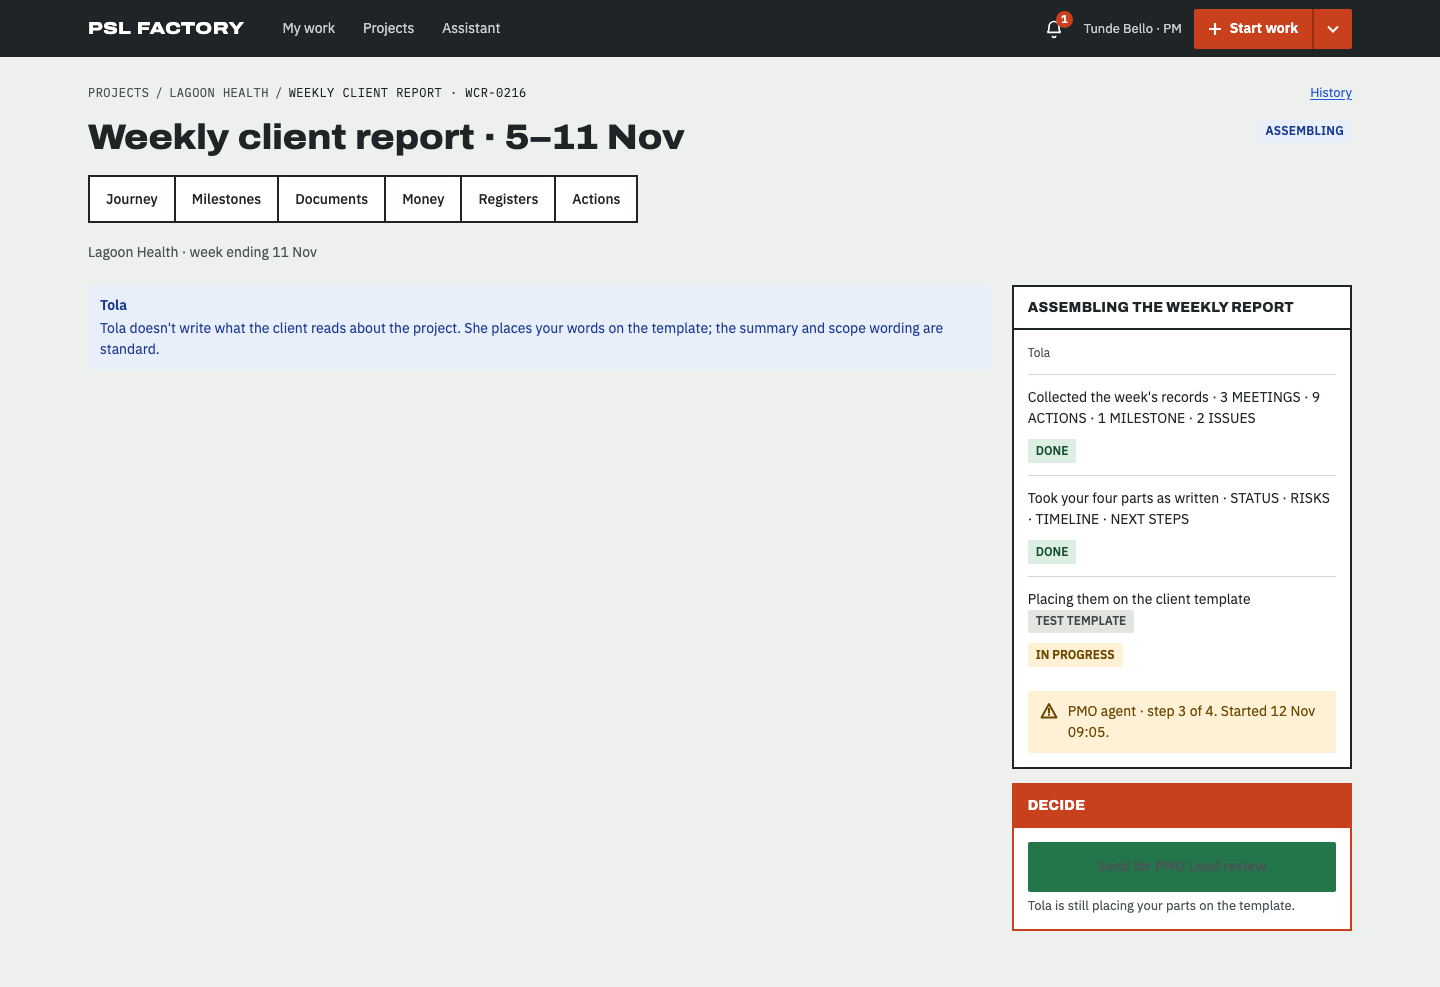 PSL FACTORY
My work
Projects
Assistant
1
Tunde Bello · PM
Start work
PROJECTS / LAGOON HEALTH / WEEKLY CLIENT REPORT · WCR-0216
History
Weekly client report · 5–11 Nov
ASSEMBLING
Journey
Milestones
Documents
Money
Registers
Actions
Lagoon Health · week ending 11 Nov
Tola
Tola doesn't write what the client reads about the project. She places your words on the template; the summary and scope wording are
standard.
ASSEMBLING THE WEEKLY REPORT
Tola
Collected the week's records · 3 MEETINGS · 9
ACTIONS · 1 MILESTONE · 2 ISSUES
DONE
Took your four parts as written · STATUS · RISKS
· TIMELINE · NEXT STEPS
DONE
Placing them on the client template
TEST TEMPLATE
IN PROGRESS
PMO agent · step 3 of 4. Started 12 Nov
09:05.
DECIDE
Send for PMO Lead review
Tola is still placing your parts on the template.